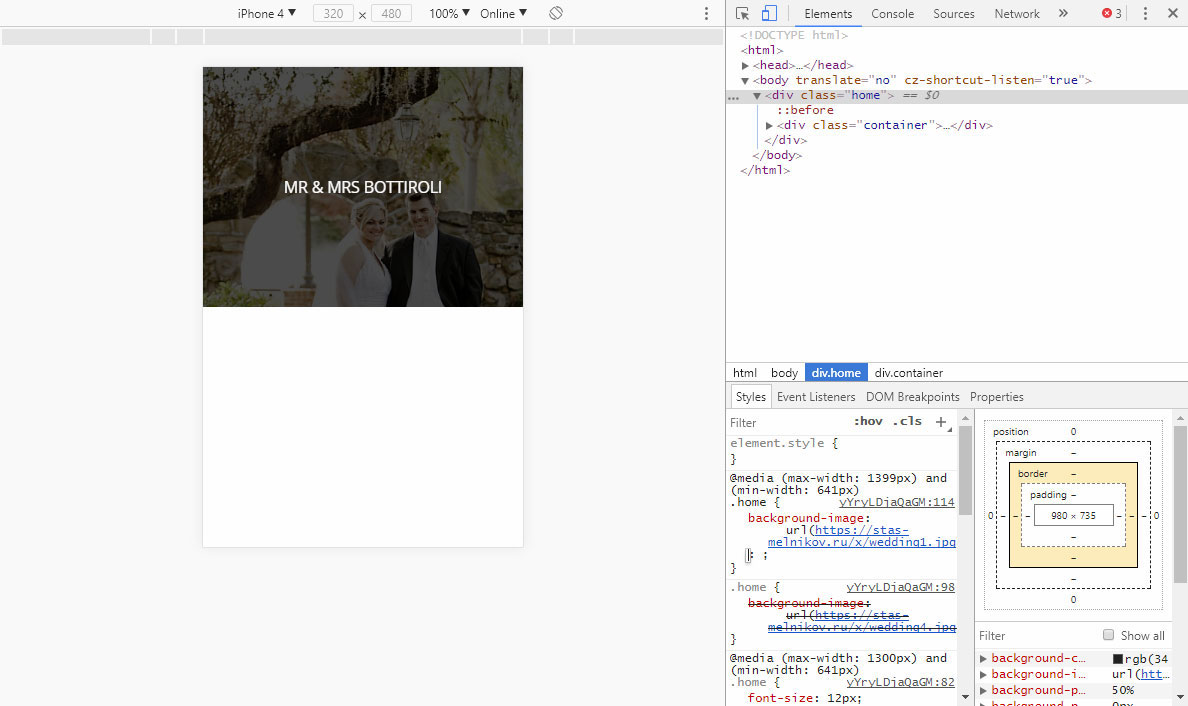 iPhone 4 ▼ 320 × 480 100% ▼ Online ▼
Elements Console Sources Network » 3
MR & MRS BOTTIROLI
<!DOCTYPE html>
<html>
▶<head>…</head>
▼<body translate="no" cz-shortcut-listen="true">
… ▼<div class="home"> == $0
::before
▶<div class="container">…</div>
</div>
</body>
</html>
html body div.home div.container
Styles Event Listeners DOM Breakpoints Properties
Filter :hov .cls +
element.style {
}
@media (max-width: 1399px) and
(min-width: 641px)
.home { yYryLDjaQaGM:114
background-image:
url(https://stas-
melnikov.ru/x/wedding1.jpg
: ;
}
.home { yYryLDjaQaGM:98
background-image:
url(https://stas-
melnikov.ru/x/wedding4.jpg
}
@media (max-width: 1300px) and
(min-width: 641px)
.home { yYryLDjaQaGM:82
font-size: 12px;
position 0
margin –
border –
padding –
0 – – – 980 × 735 – – – 0
–
–
–
0
Filter Show all
▶ background-c… rgb(34
▶ background-i… url(htt…
▶ background-p… 50%